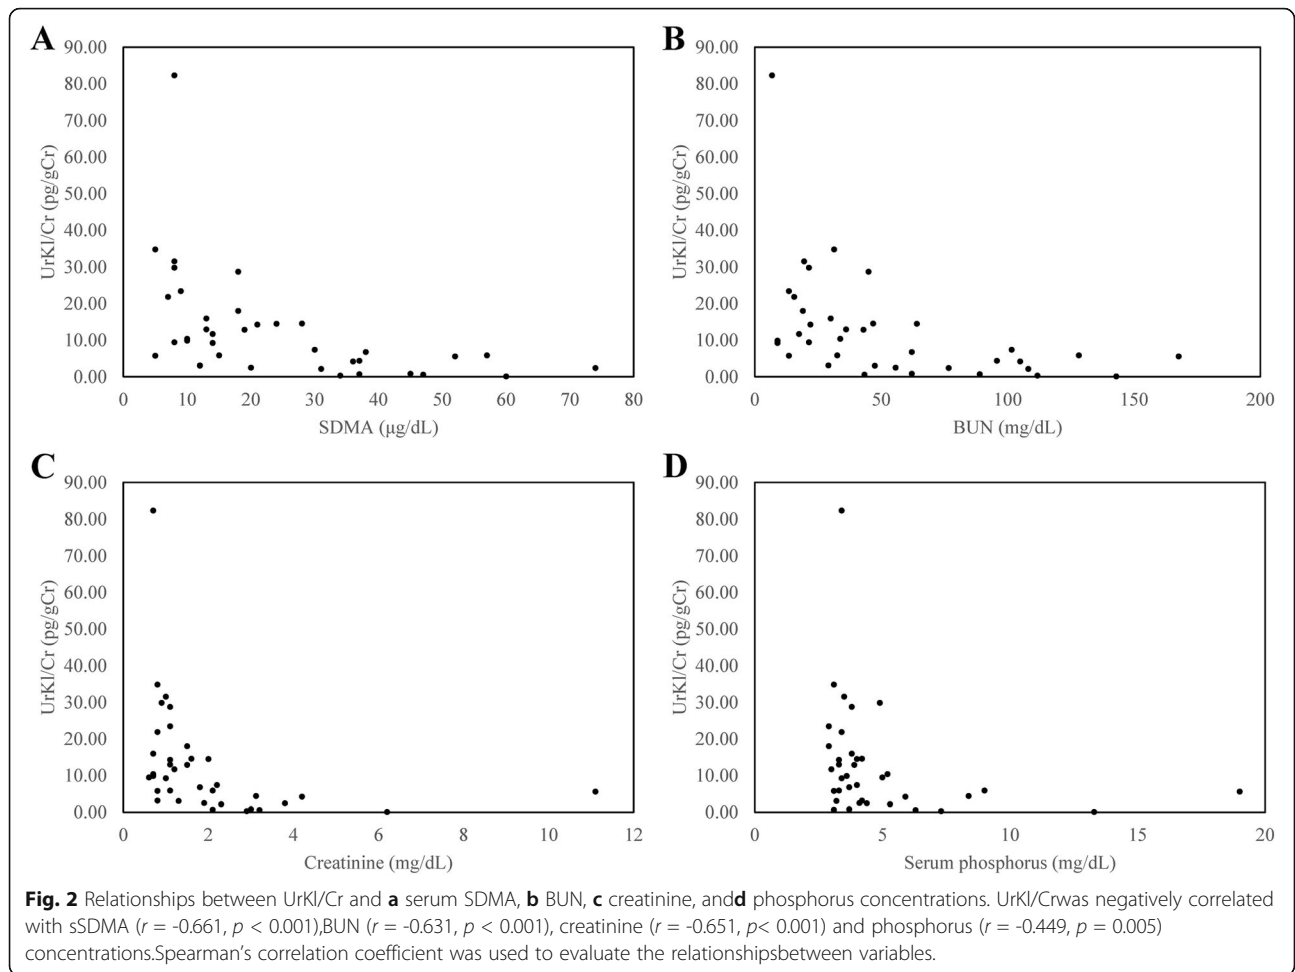 A
90.00
80.00
70.00
60.00
50.00
40.00
30.00
20.00
10.00
0.00
UrKl/Cr (pg/gCr)
0 10 20 30 40 50 60 70 80
SDMA (μg/dL)
B
90.00
80.00
70.00
60.00
50.00
40.00
30.00
20.00
10.00
0.00
UrKl/Cr (pg/gCr)
0 50 100 150 200
BUN (mg/dL)
C
90.00
80.00
70.00
60.00
50.00
40.00
30.00
20.00
10.00
0.00
UrKl/Cr (pg/gCr)
0 2 4 6 8 10 12
Creatinine (mg/dL)
D
90.00
80.00
70.00
60.00
50.00
40.00
30.00
20.00
10.00
0.00
UrKl/Cr (pg/gCr)
0 5 10 15 20
Serum phosphorus (mg/dL)
Fig. 2 Relationships between UrKl/Cr and a serum SDMA, b BUN, c creatinine, andd phosphorus concentrations. UrKl/Crwas negatively correlated
with sSDMA (r = -0.661, p < 0.001),BUN (r = -0.631, p < 0.001), creatinine (r = -0.651, p< 0.001) and phosphorus (r = -0.449, p = 0.005)
concentrations.Spearman's correlation coefficient was used to evaluate the relationshipsbetween variables.